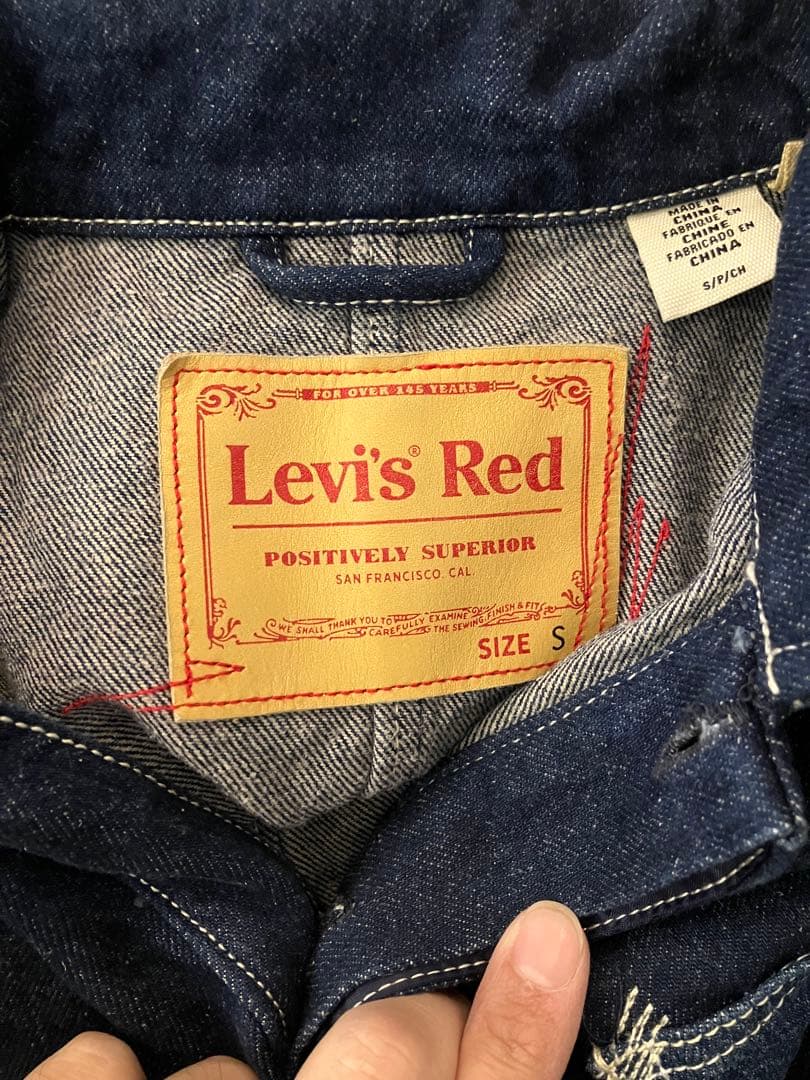 MADE IN
CHINA
FABRIQUE EN
CHINE
FABRICADO EN
CHINA
S/P/CH
FOR OVER 145 YEARS
Levi's® Red
POSITIVELY SUPERIOR
SAN FRANCISCO. CAL.
WE SHALL THANK YOU TO CAREFULLY EXAMINE THE SEWING, FINISH & FIT
SIZE S